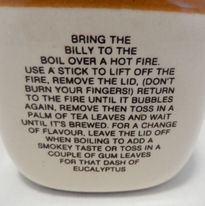 BRING THE
BILLY TO THE
BOIL OVER A HOT FIRE.
USE A STICK TO LIFT OFF THE
FIRE, REMOVE THE LID, (DON'T
BURN YOUR FINGERS!) RETURN
TO THE FIRE UNTIL IT BUBBLES
AGAIN, REMOVE THEN TOSS IN A
PALM OF TEA LEAVES AND WAIT
UNTIL IT'S BREWED. FOR A CHANGE
OF FLAVOUR, LEAVE THE LID OFF
WHEN BOILING TO ADD A
SMOKEY TASTE OR TOSS IN A
COUPLE OF GUM LEAVES
FOR THAT DASH OF
EUCALYPTUS